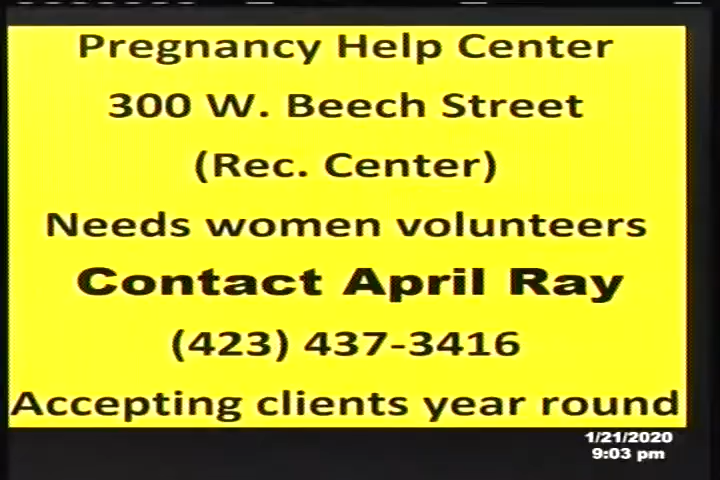 Pregnancy Help Center
300 W. Beech Street
(Rec. Center)
Needs women volunteers
Contact April Ray
(423) 437-3416
Accepting clients year round
1/21/2020
9:03 pm